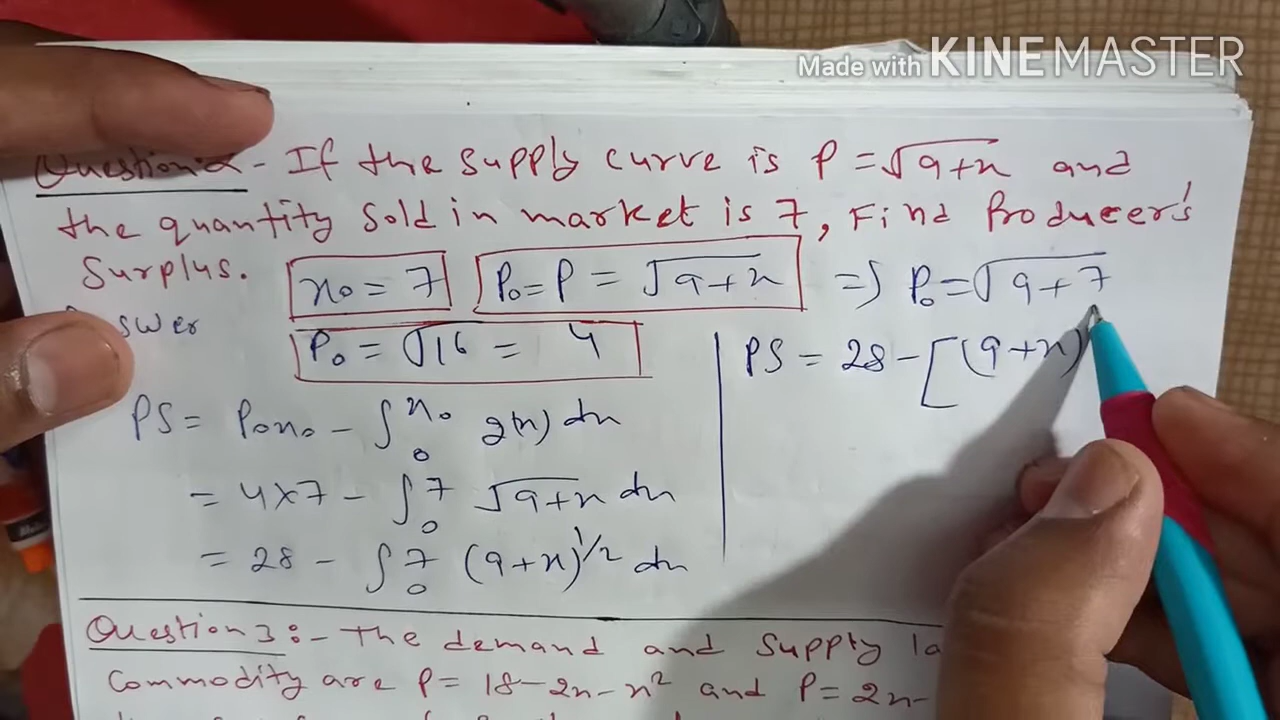 Made with KINEMASTER
Question:2 - If the supply curve is P = √9+x and
the quantity sold in market is 7, Find Producer's
Surplus. x₀ = 7 P₀ = P = √9+x ⇒ P₀ = √9+7
swer P₀ = √16 = 4
PS = P₀x₀ - ∫₀^x₀ g(x) dx
= 4×7 - ∫₀^7 √9+x dx
= 28 - ∫₀^7 (9+x)^1/2 dx
PS = 28 - [(9+x)
Question 3:- The demand and supply la
Commodity are P = 18-2x-x² and P = 2x-